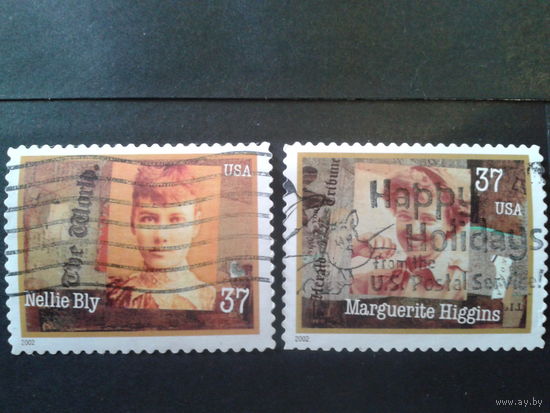 The World.
USA
Nellie Bly
37
2002
Herald Tribune
37
USA
Happy
Holidays
from the
U.S. Postal Service!
Marguerite Higgins
2002
www.ay.by